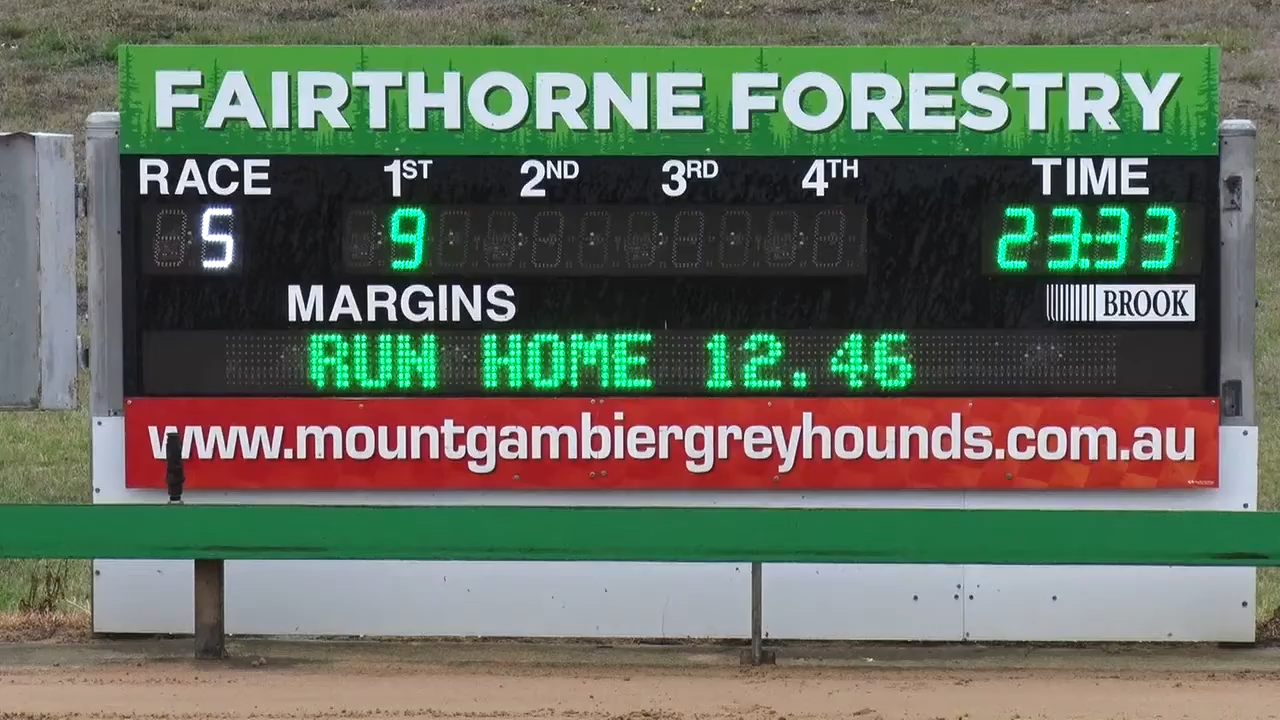 FAIRTHORNE FORESTRY
RACE 1ST 2ND 3RD 4TH TIME
5 9 23:33
MARGINS BROOK
RUN HOME 12.46
www.mountgambiergreyhounds.com.au